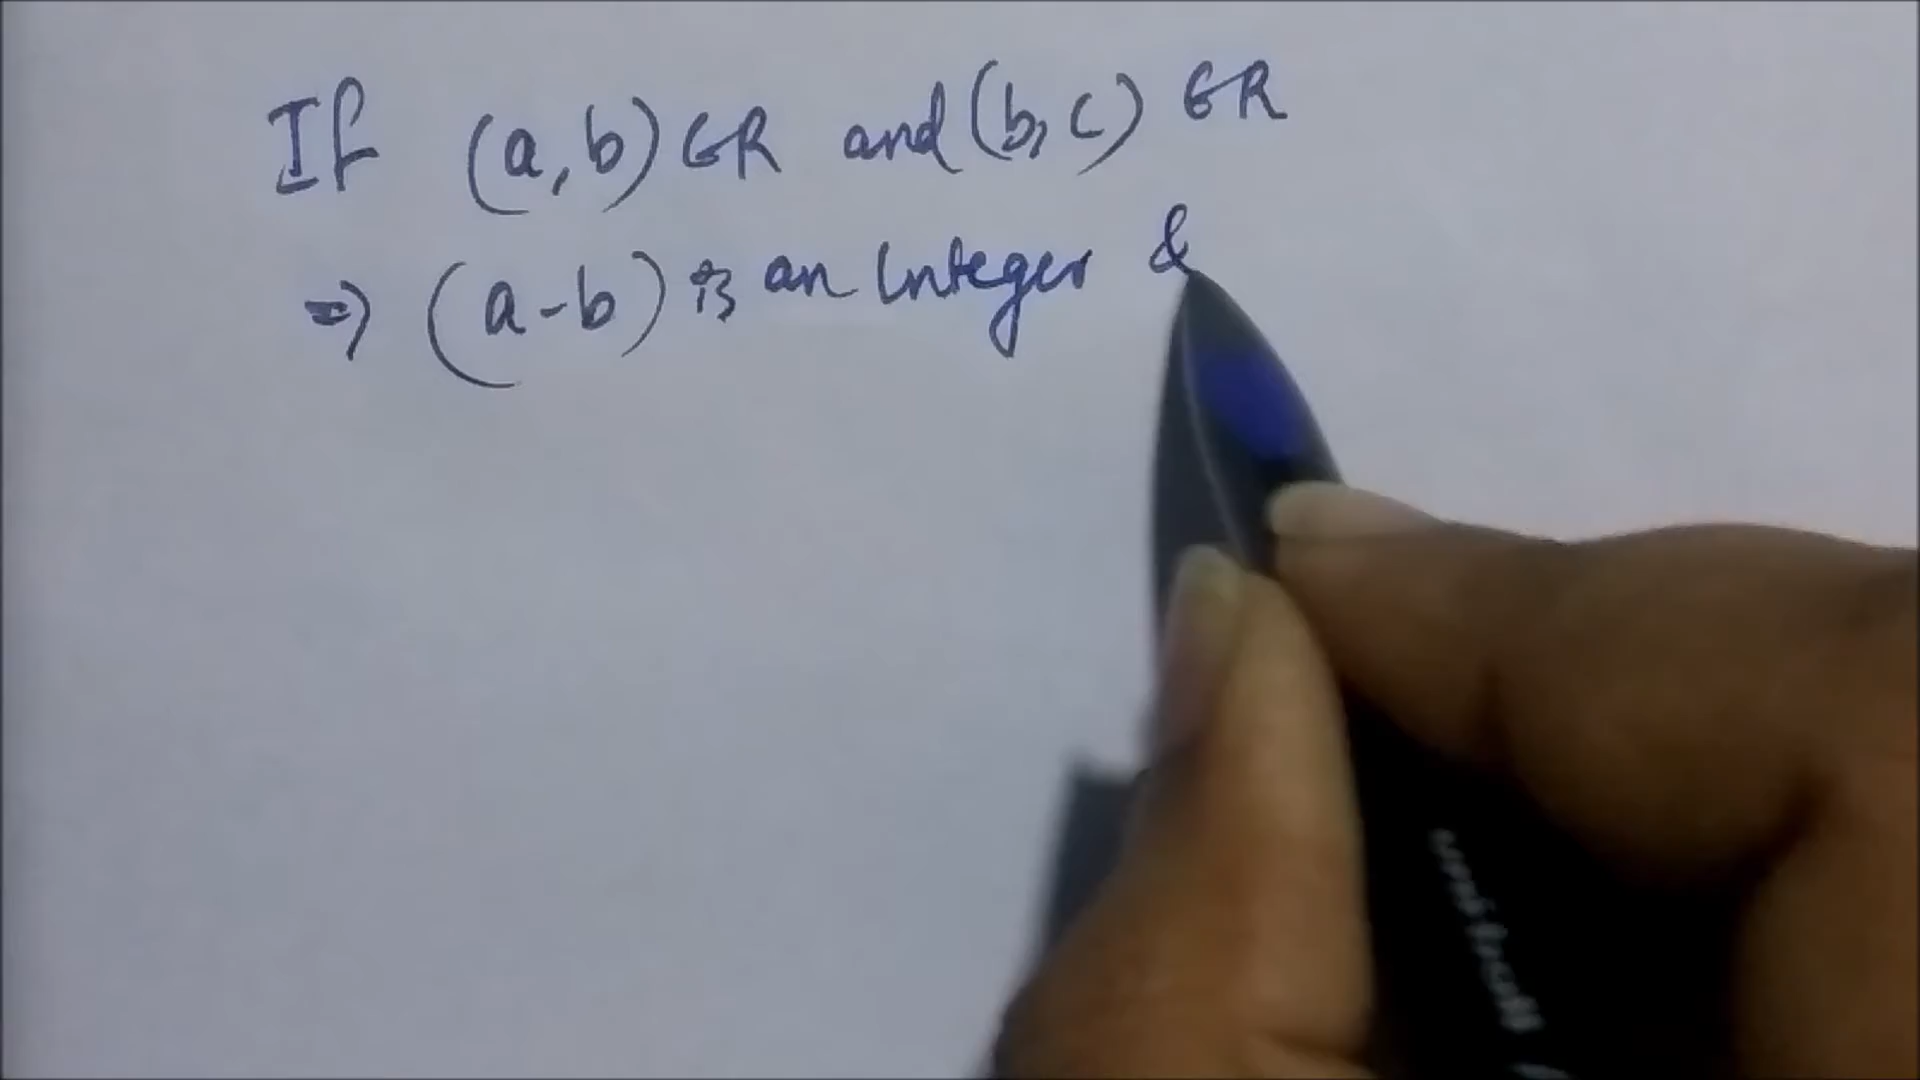 If (a,b) ∈R and (b,c) ∈R
⇒ (a-b) is an Integer &